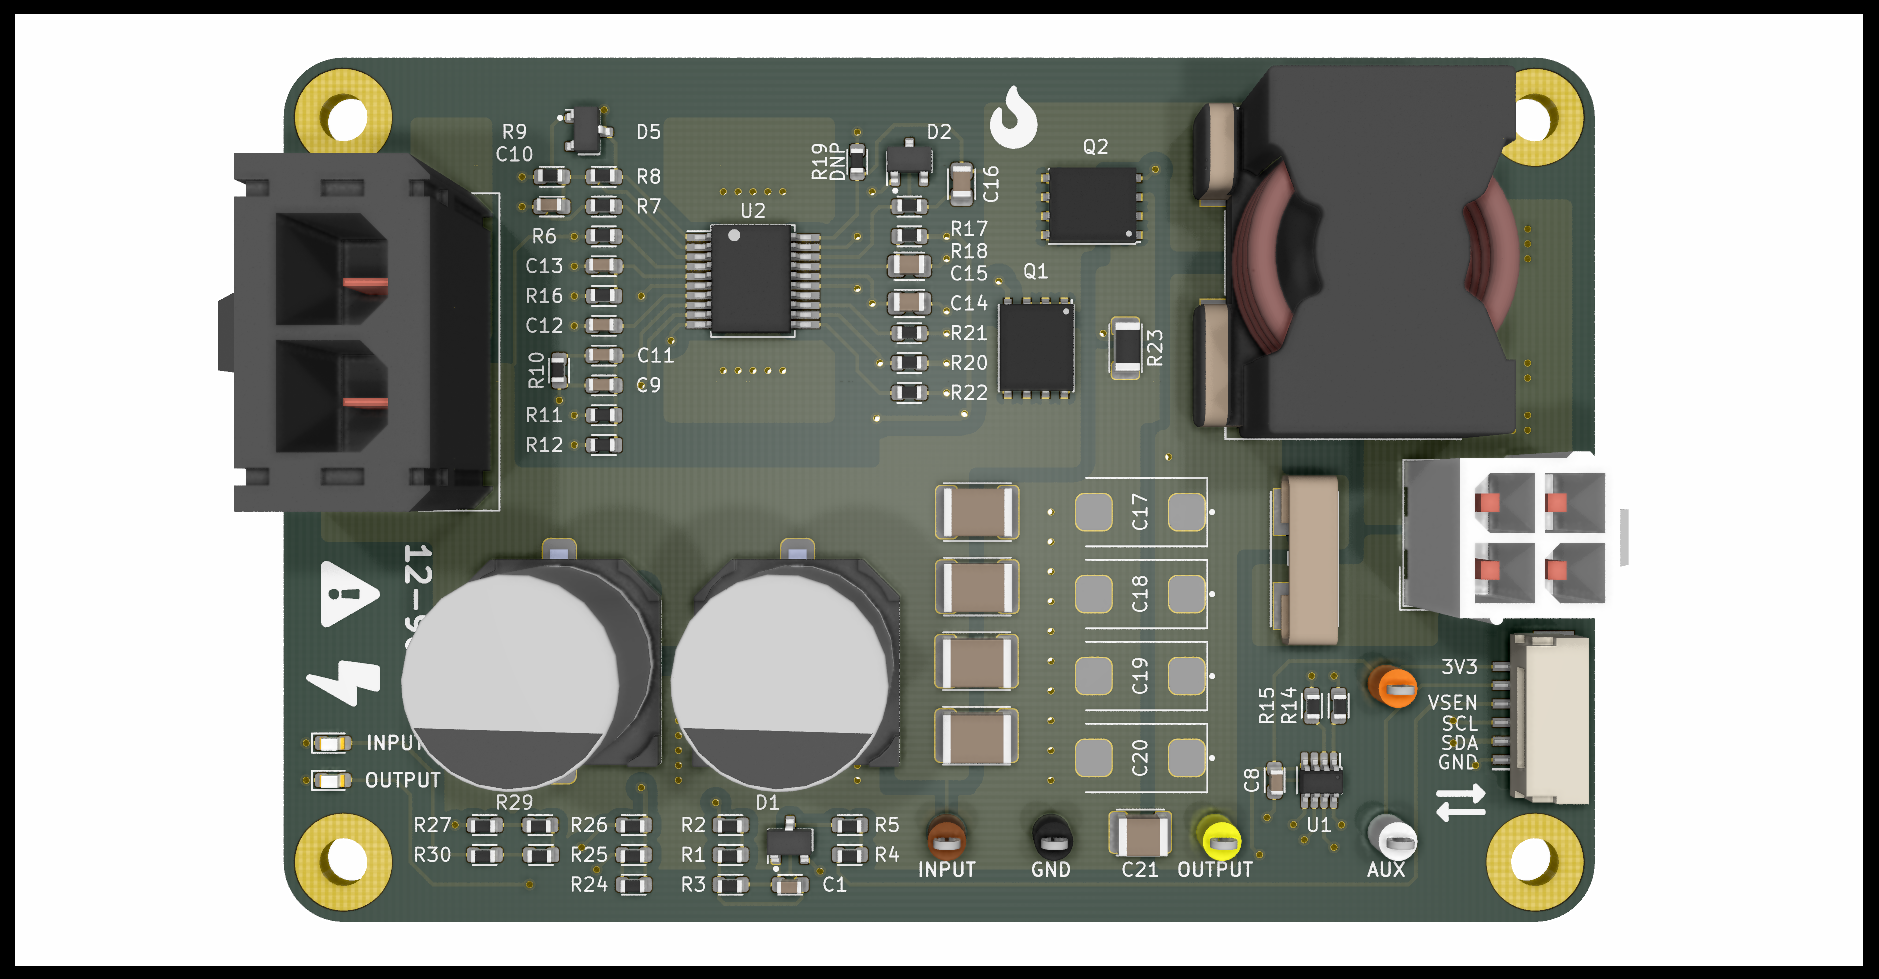 R9
C10
D5
R8
R7
R6
C13
R16
C12
C11
R10
C9
R11
R12
U2
R19
DNP
D2
C16
R17
R18
C15
C14
R21
R20
R22
Q2
Q1
R23
C17
C18
C19
C20
12-9
INPUT
OUTPUT
R29
R27
R30
R26
R25
R24
D1
R2
R1
R3
R5
R4
C1
INPUT
GND
C21
OUTPUT
AUX
C8
U1
R15
R14
3V3
VSEN
SCL
SDA
GND